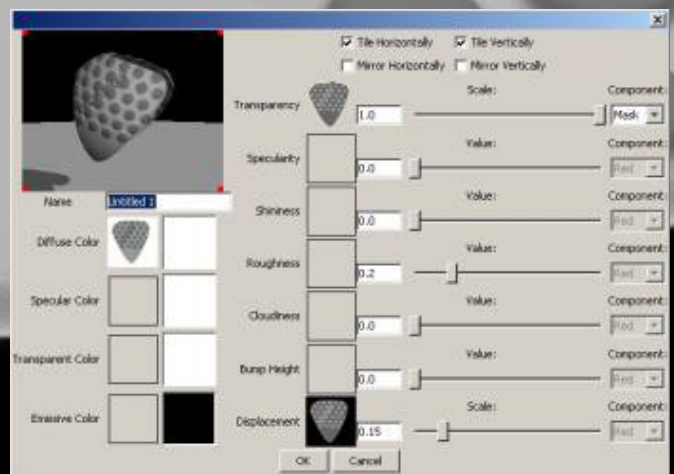 Tile Horizontally Tile Vertically
Mirror Horizontally Mirror Vertically
Scale: Component:
Transparency 1.0 Mask
Value: Component:
Specularity 0.0 Red
Name Untitled 1
Value: Component:
Shininess 0.0 Red
Diffuse Color
Value: Component:
Roughness 0.2 Red
Specular Color
Value: Component:
Cloudiness 0.0 Red
Transparent Color
Value: Component:
Bump Height 0.0 Red
Emissive Color
Scale: Component:
Displacement 0.15 Red
OK Cancel